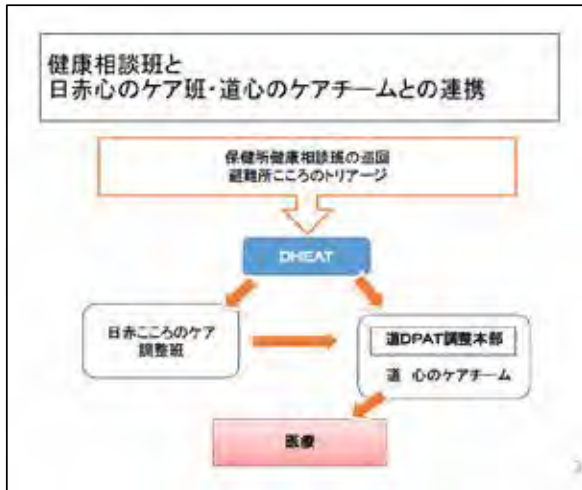 健康相談班と
日赤心のケア班・道心のケアチームとの連携
保健所健康相談班の巡回
避難所こころのトリアージ
DHEAT
日赤こころのケア
調整班
道DPAT調整本部
道 心のケアチーム
医療